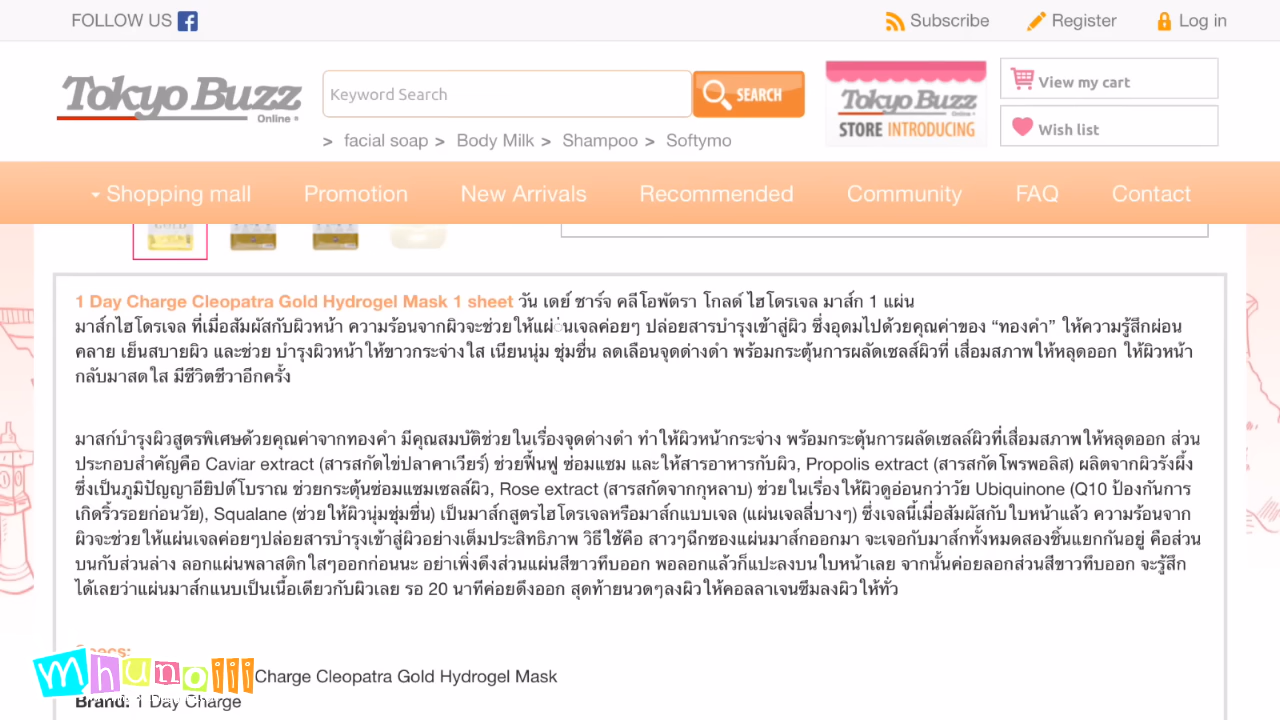 FOLLOW US
Subscribe
Register
Log in
Tokyo Buzz
Online
Keyword Search
SEARCH
Tokyo Buzz
Online
STORE INTRODUCING
View my cart
Wish list
> facial soap > Body Milk > Shampoo > Softymo
Shopping mall
Promotion
New Arrivals
Recommended
Community
FAQ
Contact
GOLD
1 Day Charge Cleopatra Gold Hydrogel Mask 1 sheet วัน เดย์ ชาร์จ คลีโอพัตรา โกลด์ ไฮโดรเจล มาส์ก 1 แผ่น
มาส์กไฮโดรเจล ที่เมื่อสัมผัสกับผิวหน้า ความร้อนจากผิวจะช่วยให้แผ่่นเจลค่อยๆ ปล่อยสารบำรุงเข้าสู่ผิว ซึ่งอุดมไปด้วยคุณค่าของ “ทองคำ” ให้ความรู้สึกผ่อน
คลาย เย็นสบายผิว และช่วย บำรุงผิวหน้าให้ขาวกระจ่างใส เนียนนุ่ม ชุ่มชื่น ลดเลือนจุดด่างดำ พร้อมกระตุ้นการผลัดเซลส์ผิวที่ เสื่อมสภาพให้หลุดออก ให้ผิวหน้า
กลับมาสดใส มีชีวิตชีวาอีกครั้ง
มาสก์บำรุงผิวสูตรพิเศษด้วยคุณค่าจากทองคำ มีคุณสมบัติช่วยในเรื่องจุดด่างดำ ทำให้ผิวหน้ากระจ่าง พร้อมกระตุ้นการผลัดเซลล์ผิวที่เสื่อมสภาพให้หลุดออก ส่วน
ประกอบสำคัญคือ Caviar extract (สารสกัดไข่ปลาคาเวียร์) ช่วยฟื้นฟู ซ่อมแซม และให้สารอาหารกับผิว, Propolis extract (สารสกัดโพรพอลิส) ผลิตจากผิวรังผึ้ง
ซึ่งเป็นภูมิปัญญาอียิปต์โบราณ ช่วยกระตุ้นซ่อมแซมเซลล์ผิว, Rose extract (สารสกัดจากกุหลาบ) ช่วยในเรื่องให้ผิวดูอ่อนกว่าวัย Ubiquinone (Q10 ป้องกันการ
เกิดริ้วรอยก่อนวัย), Squalane (ช่วยให้ผิวนุ่มชุ่มชื่น) เป็นมาส์กสูตรไฮโดรเจลหรือมาส์กแบบเจล (แผ่นเจลลี่บางๆ) ซึ่งเจลนี้เมื่อสัมผัสกับใบหน้าแล้ว ความร้อนจาก
ผิวจะช่วยให้แผ่นเจลค่อยๆปล่อยสารบำรุงเข้าสู่ผิวอย่างเต็มประสิทธิภาพ วิธีใช้คือ สาวๆฉีกซองแผ่นมาส์กออกมา จะเจอกับมาส์กทั้งหมดสองชิ้นแยกกันอยู่ คือส่วน
บนกับส่วนล่าง ลอกแผ่นพลาสติกใสๆออกก่อนนะ อย่าเพิ่งดึงส่วนแผ่นสีขาวทึบออก พอลอกแล้วก็แปะลงบนใบหน้าเลย จากนั้นค่อยลอกส่วนสีขาวทึบออก จะรู้สึก
ได้เลยว่าแผ่นมาส์กแนบเป็นเนื้อเดียวกับผิวเลย รอ 20 นาทีค่อยดึงออก สุดท้ายนวดๆลงผิวให้คอลลาเจนซึมลงผิวให้ทั่ว
Specs:
mhunoiii
Charge Cleopatra Gold Hydrogel Mask
Brand: 1 Day Charge